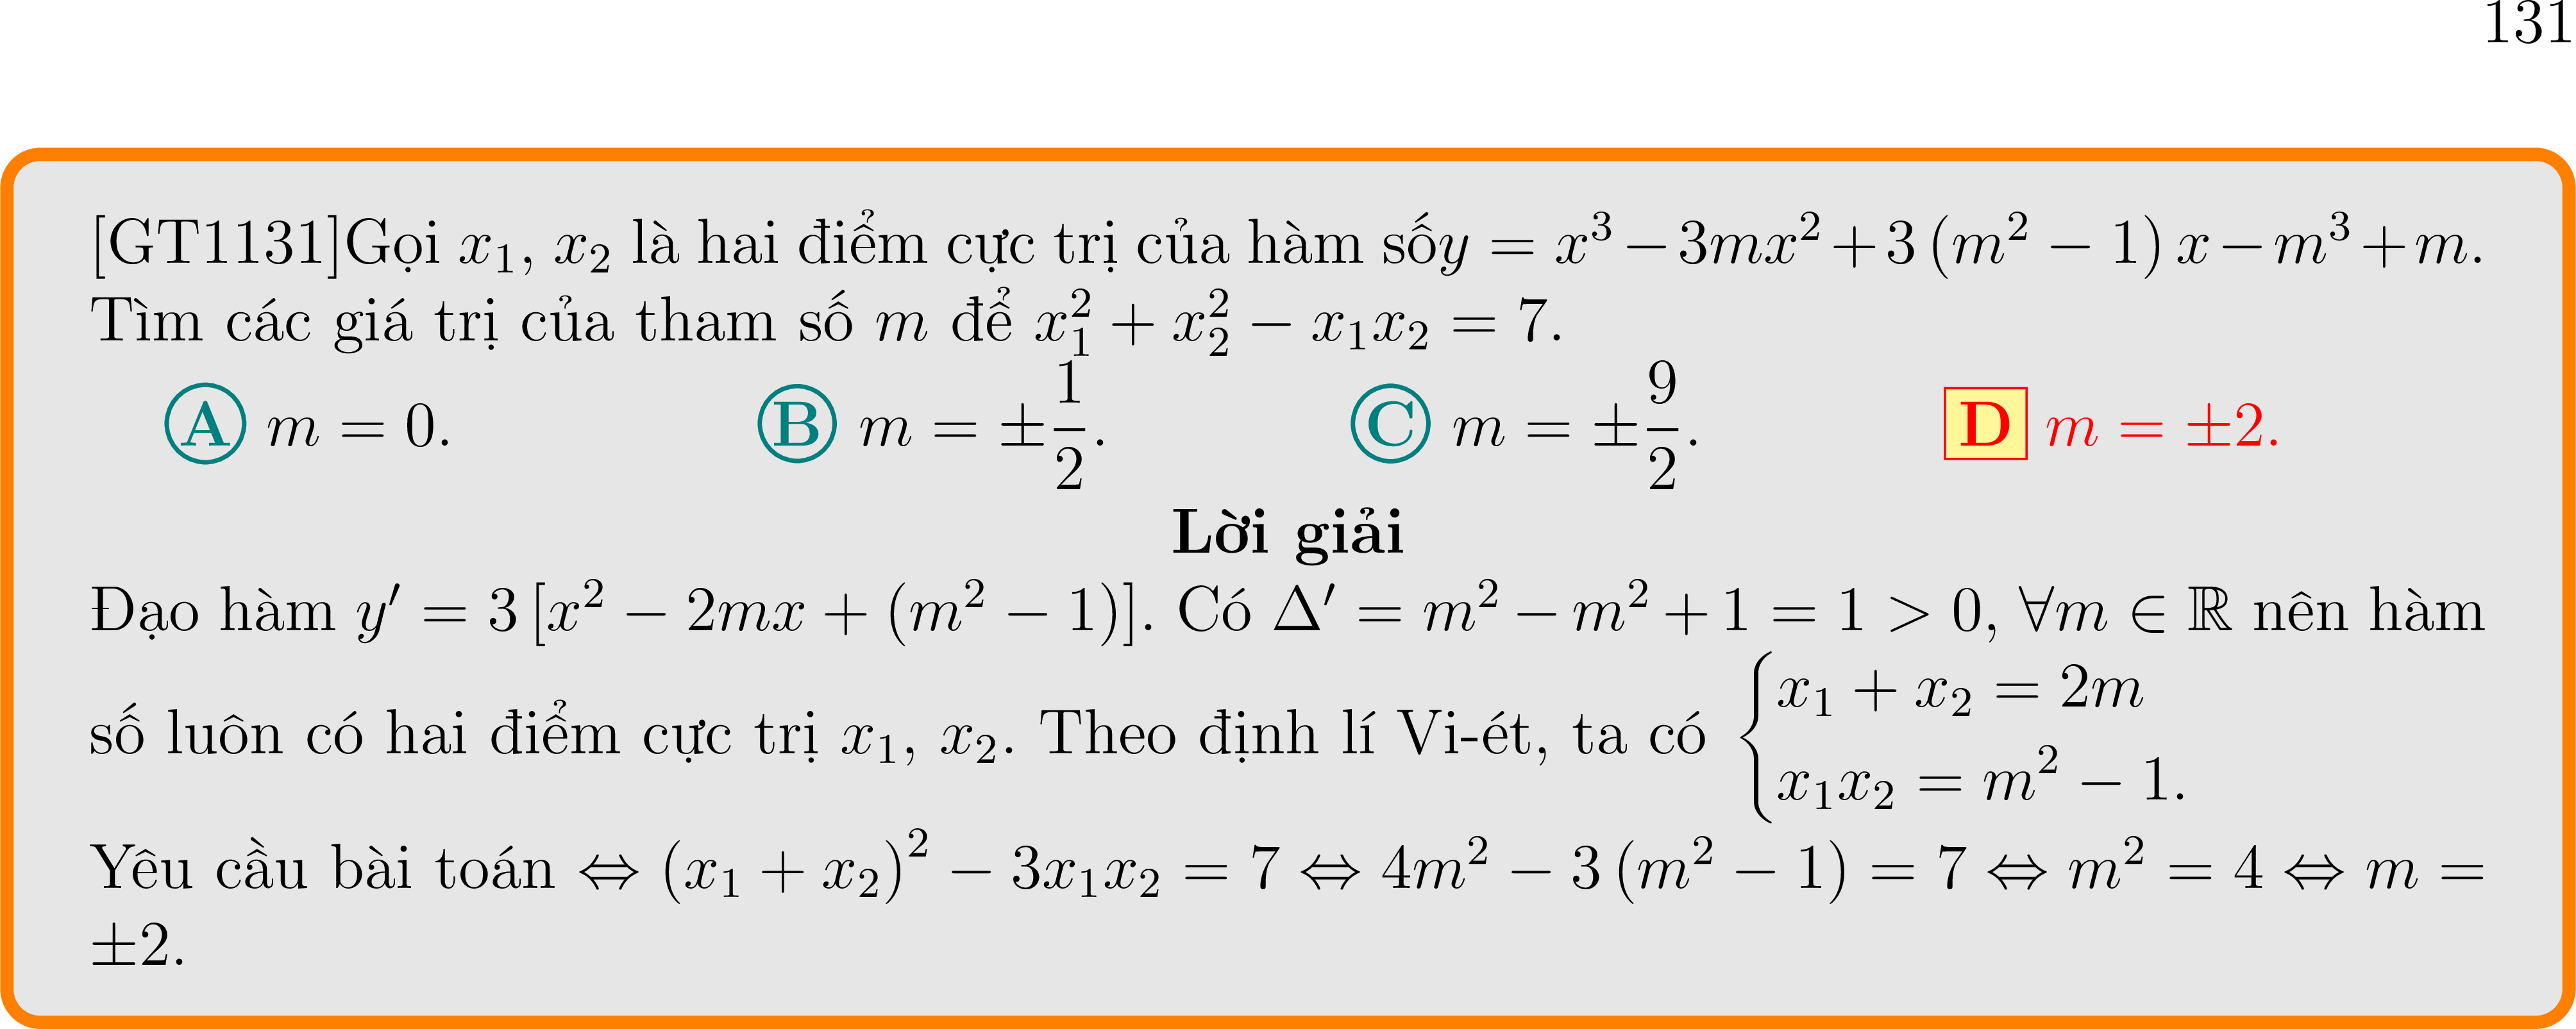 131
[GT1131]Gọi $x_1$, $x_2$ là hai điểm cực trị của hàm số$y = x^3 - 3mx^2 + 3\left(m^2 - 1\right)x - m^3 + m$.
Tìm các giá trị của tham số $m$ để $x_1^2 + x_2^2 - x_1x_2 = 7$.
A $m = 0$. B $m = \pm\frac{1}{2}$. C $m = \pm\frac{9}{2}$. D $m = \pm 2$.
Lời giải
Đạo hàm $y' = 3\left[x^2 - 2mx + (m^2 - 1)\right]$. Có $\Delta' = m^2 - m^2 + 1 = 1 > 0$, $\forall m \in \mathbb{R}$ nên hàm
số luôn có hai điểm cực trị $x_1$, $x_2$. Theo định lí Vi-ét, ta có $\begin{cases} x_1 + x_2 = 2m \\ x_1x_2 = m^2 - 1. \end{cases}$
Yêu cầu bài toán $\Leftrightarrow (x_1 + x_2)^2 - 3x_1x_2 = 7 \Leftrightarrow 4m^2 - 3\left(m^2 - 1\right) = 7 \Leftrightarrow m^2 = 4 \Leftrightarrow m =$
$\pm 2$.